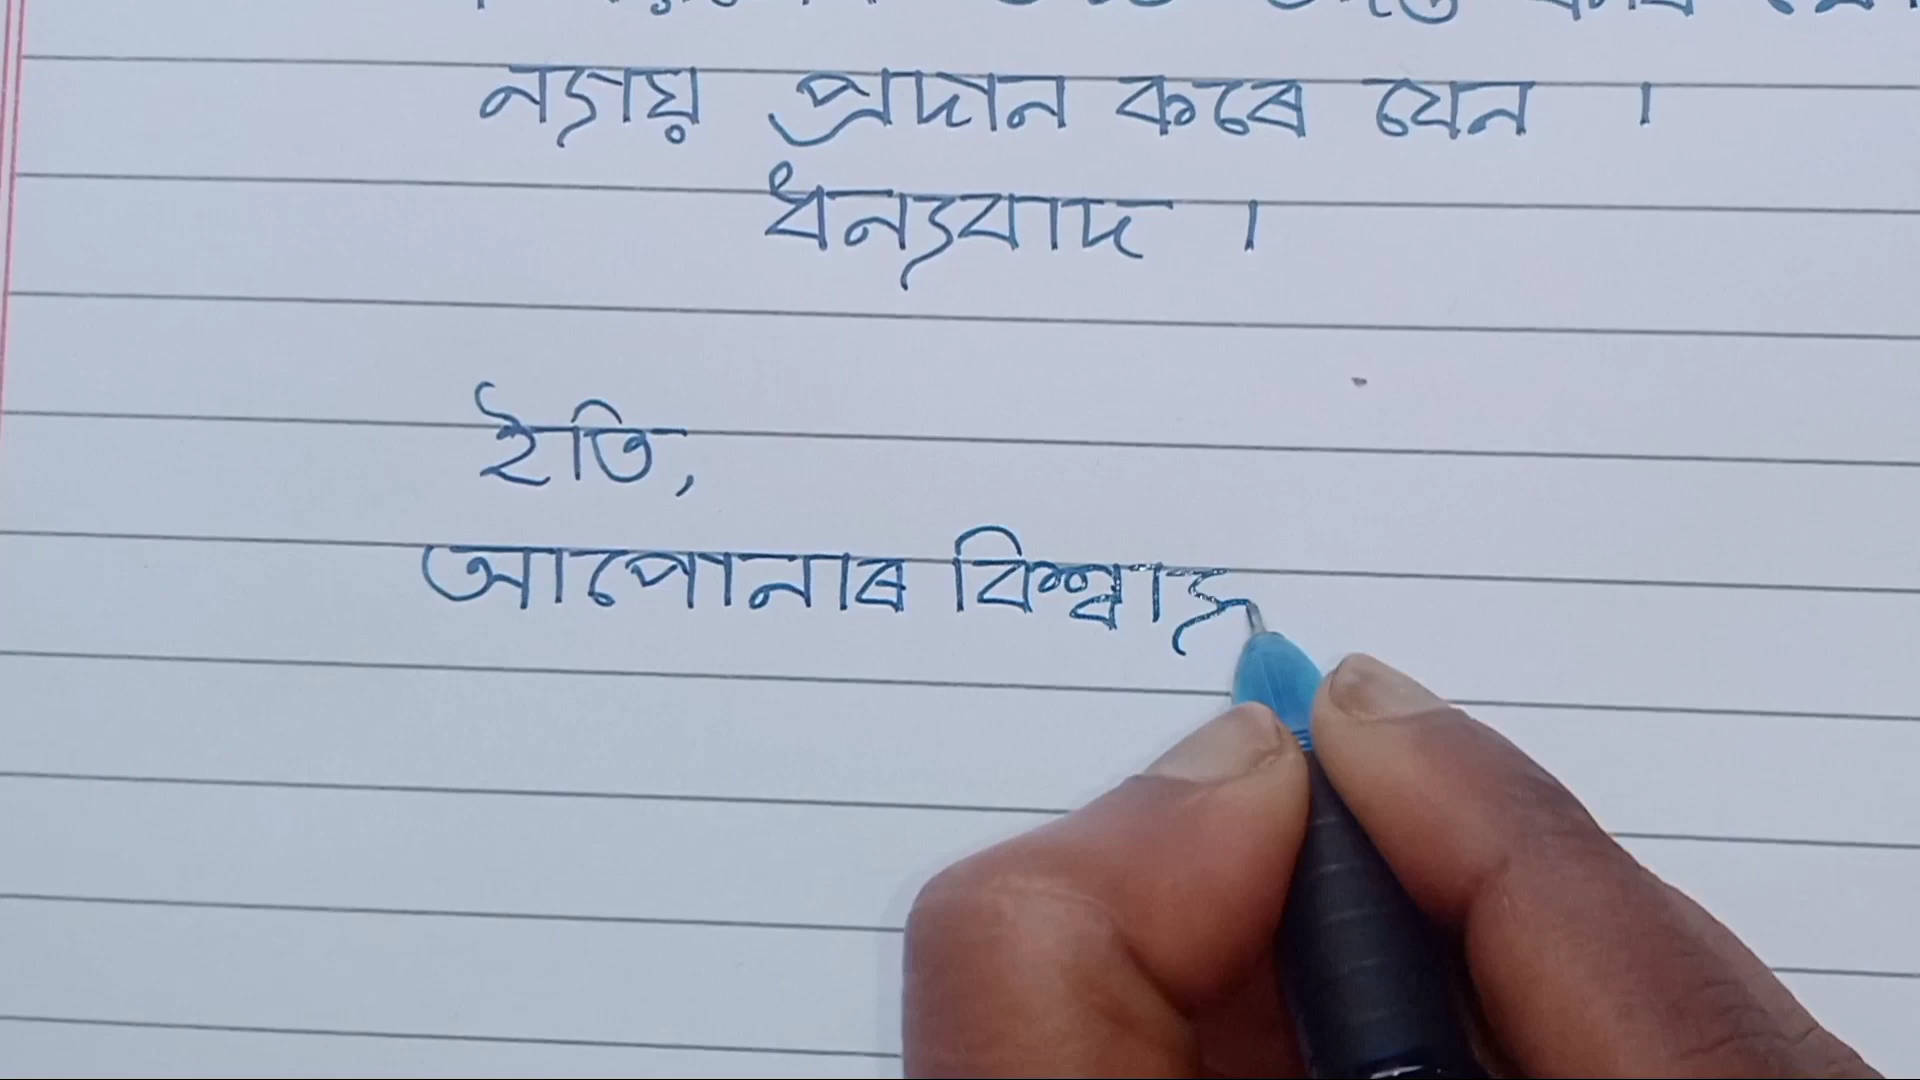 ন্যায় প্ৰদান কৰে যেন ।
ধন্যবাদ ।
ইতি,
আপোনাৰ বিশ্বাস